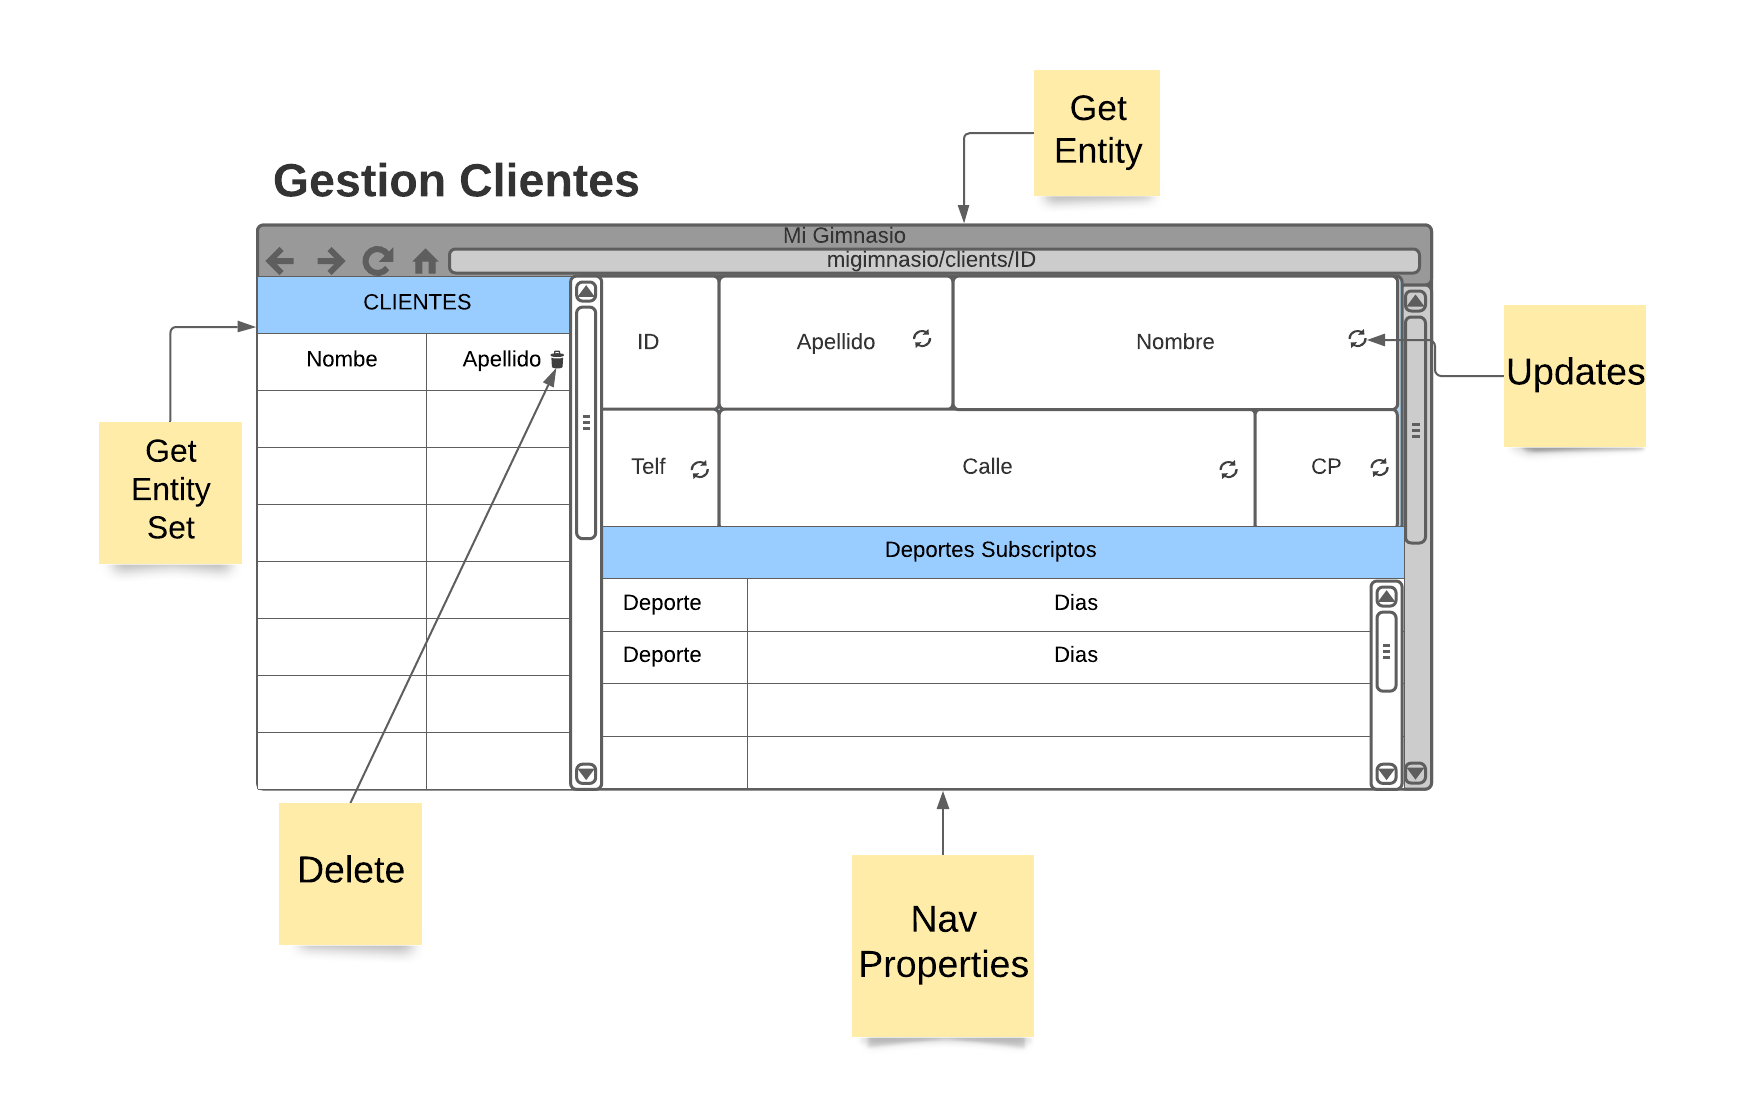 Get
Entity
Gestion Clientes
Mi Gimnasio
migimnasio/clients/ID
CLIENTES
Nombe
Apellido
ID
Apellido
Nombre
Updates
Get
Entity
Set
Telf
Calle
CP
Deportes Subscriptos
Deporte
Dias
Deporte
Dias
Delete
Nav
Properties